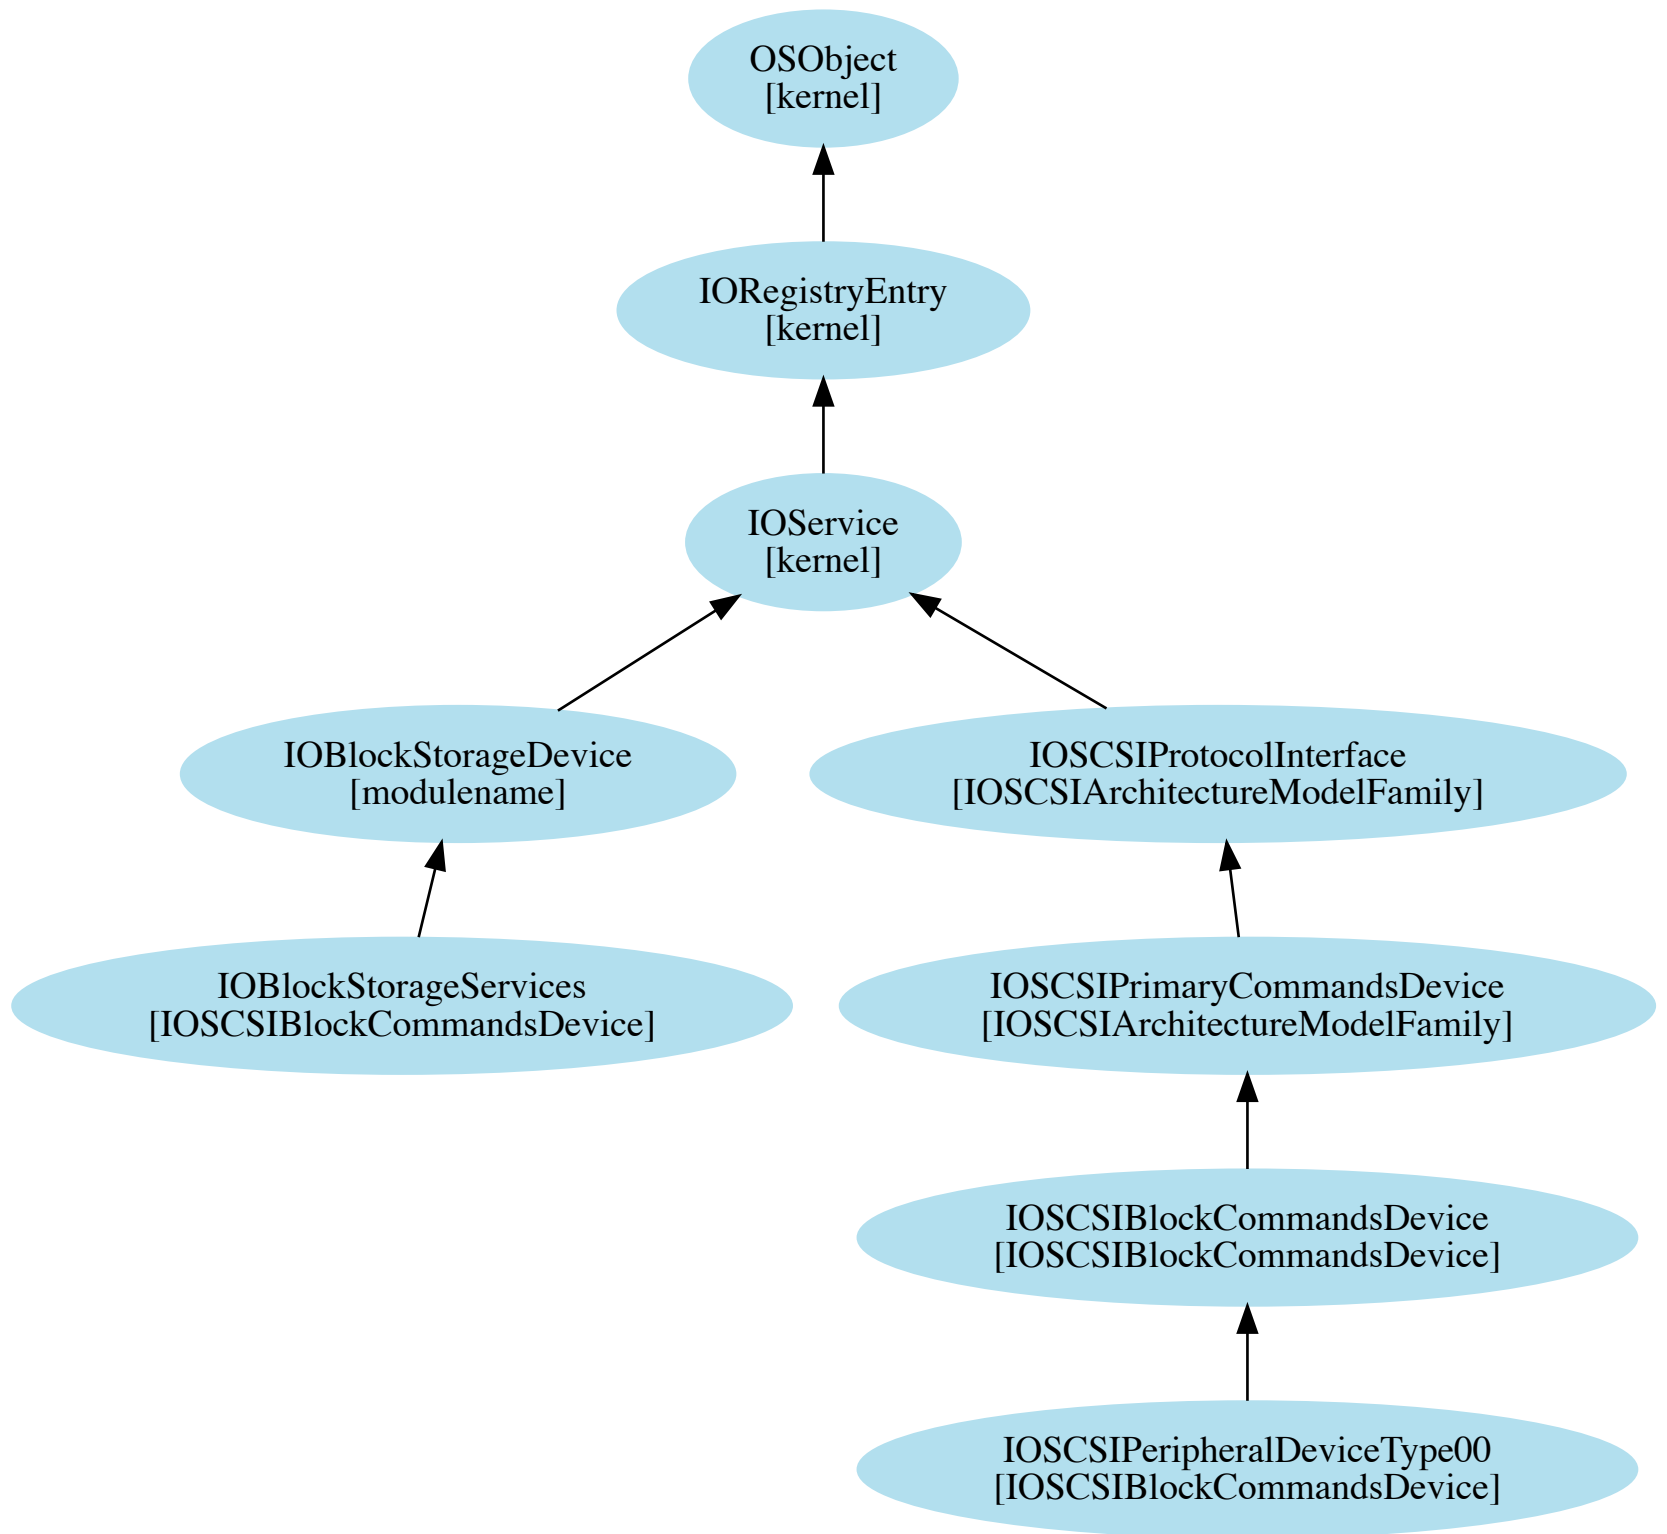 OSObject
[kernel]
IORegistryEntry
[kernel]
IOService
[kernel]
IOBlockStorageDevice
[modulename]
IOSCSIProtocolInterface
[IOSCSIArchitectureModelFamily]
IOBlockStorageServices
[IOSCSIBlockCommandsDevice]
IOSCSIPrimaryCommandsDevice
[IOSCSIArchitectureModelFamily]
IOSCSIBlockCommandsDevice
[IOSCSIBlockCommandsDevice]
IOSCSIPeripheralDeviceType00
[IOSCSIBlockCommandsDevice]